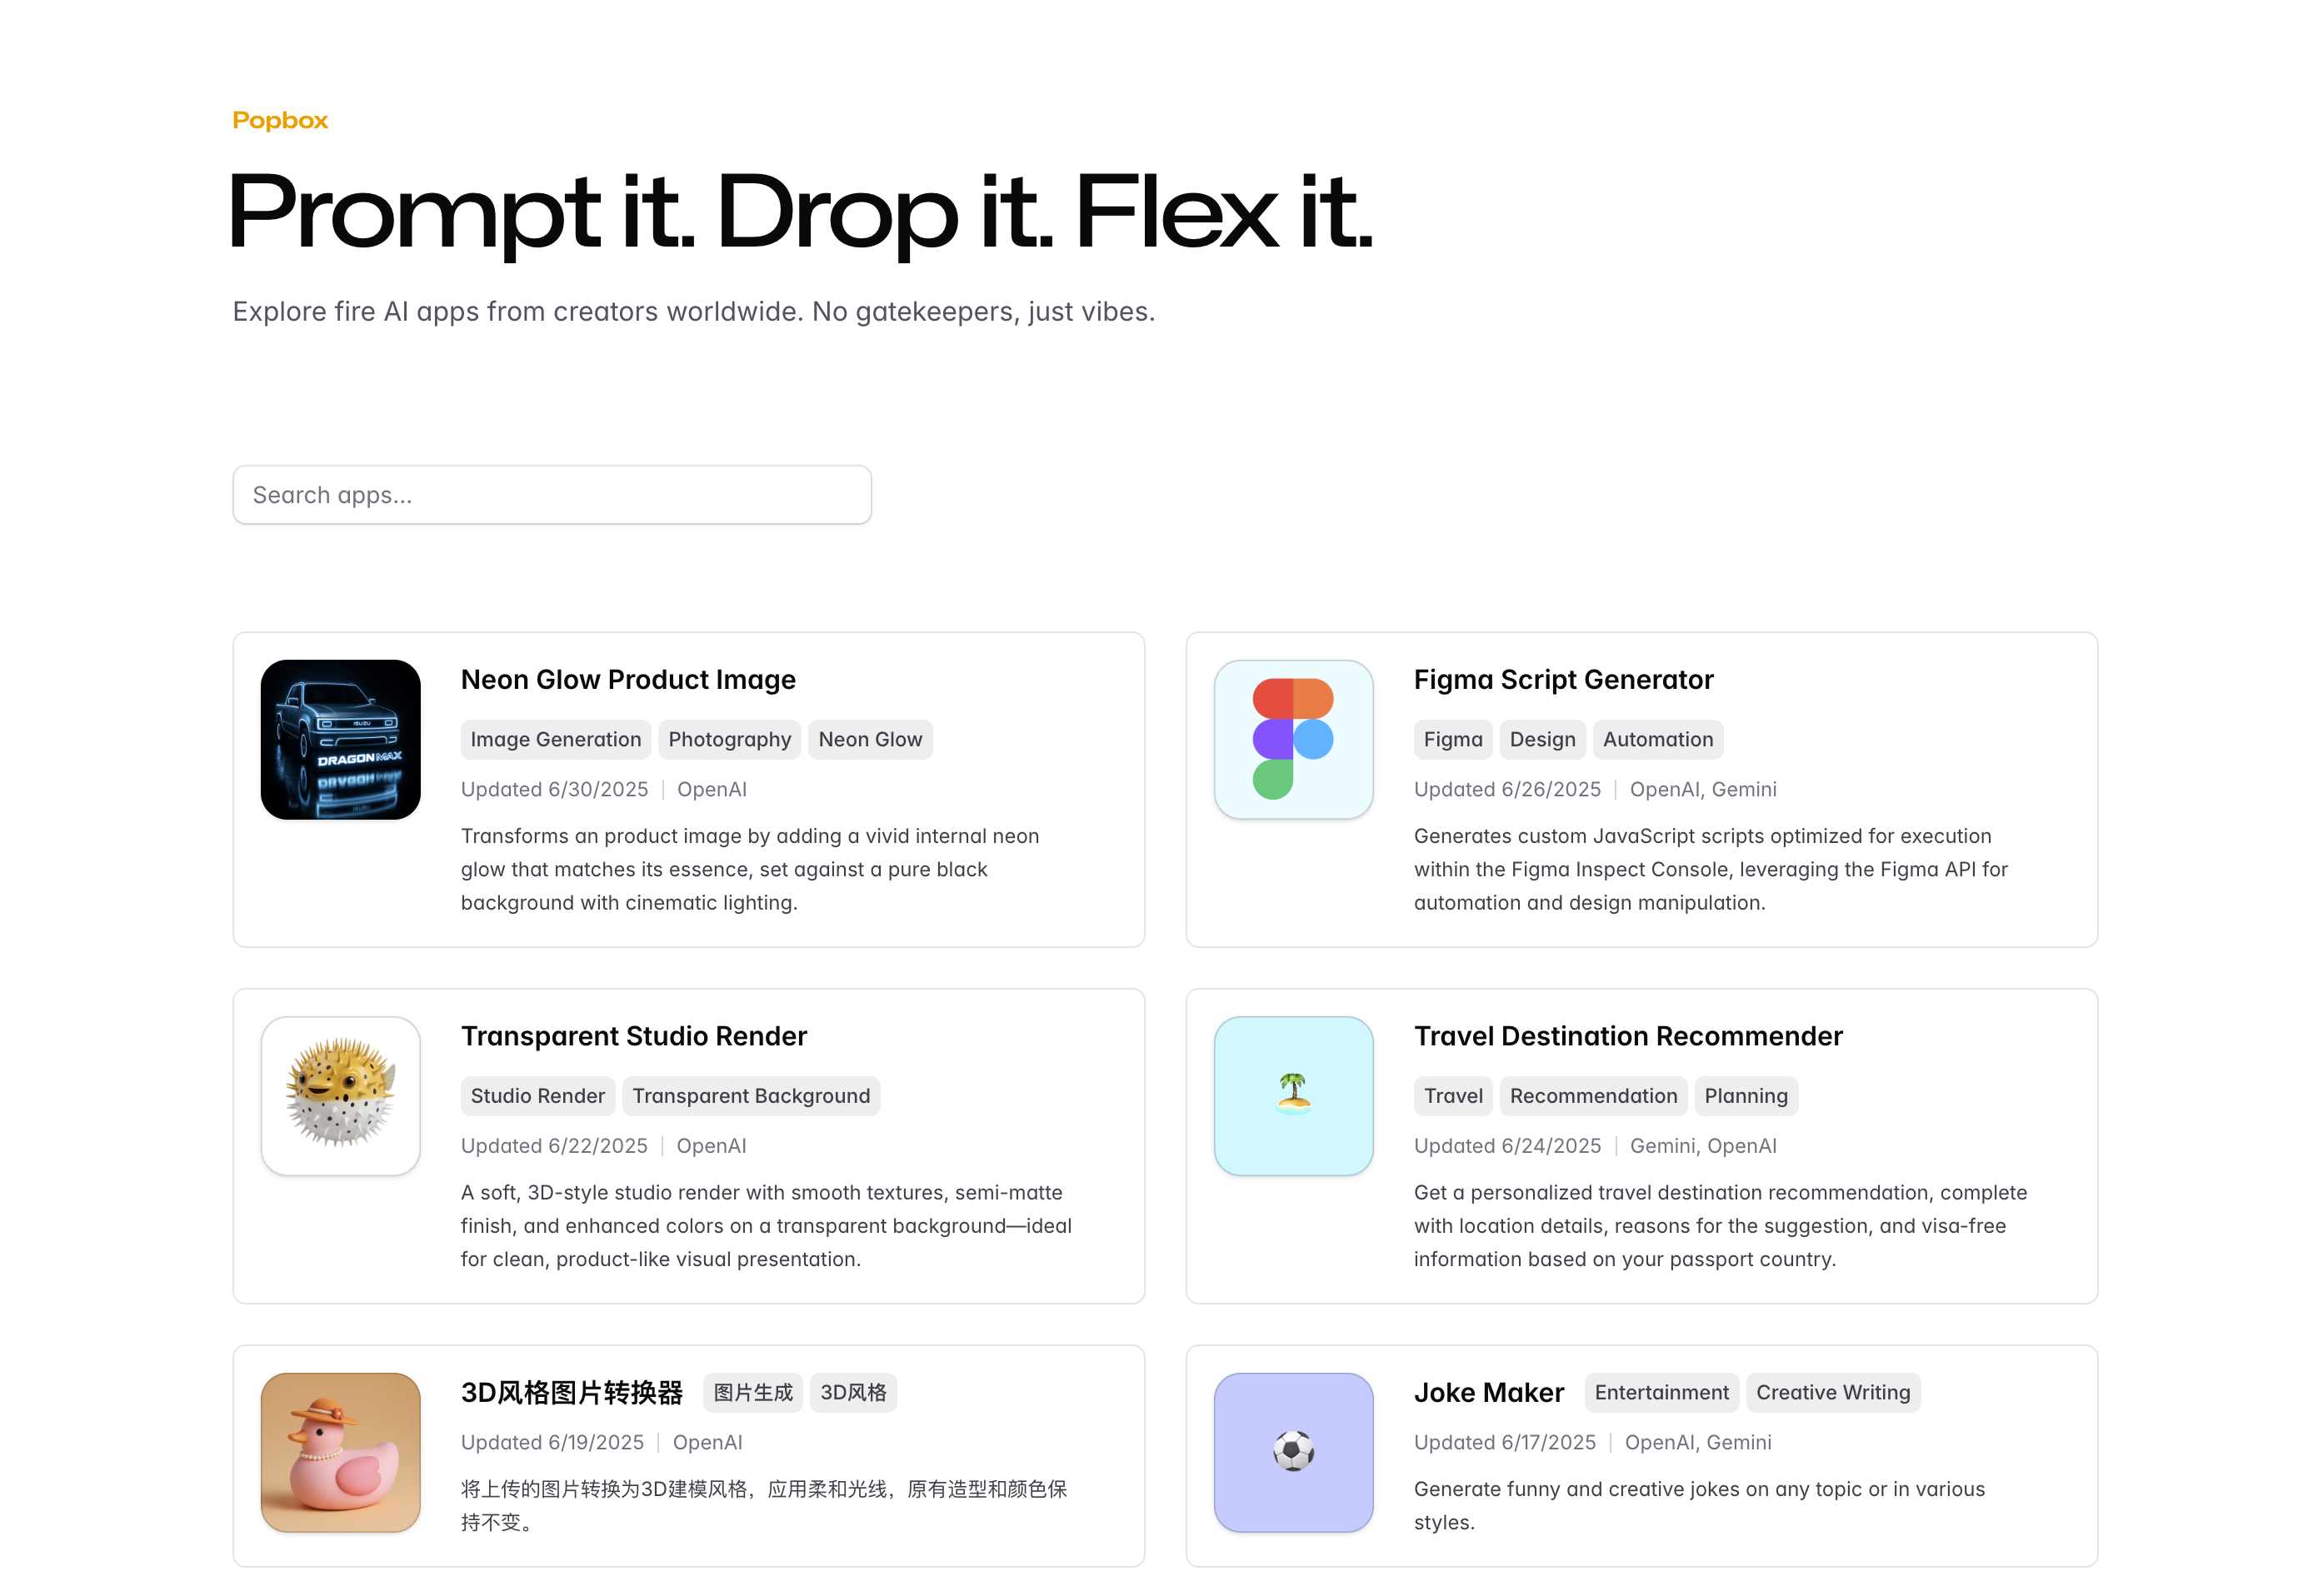 Popbox
Prompt it. Drop it. Flex it.
Explore fire AI apps from creators worldwide. No gatekeepers, just vibes.
Search apps...
ISUZU
DRAGON MAX
Neon Glow Product Image
Image Generation Photography Neon Glow
Updated 6/30/2025 | OpenAI
Transforms an product image by adding a vivid internal neon
glow that matches its essence, set against a pure black
background with cinematic lighting.
Figma Script Generator
Figma Design Automation
Updated 6/26/2025 | OpenAI, Gemini
Generates custom JavaScript scripts optimized for execution
within the Figma Inspect Console, leveraging the Figma API for
automation and design manipulation.
Transparent Studio Render
Studio Render Transparent Background
Updated 6/22/2025 | OpenAI
A soft, 3D-style studio render with smooth textures, semi-matte
finish, and enhanced colors on a transparent background—ideal
for clean, product-like visual presentation.
Travel Destination Recommender
Travel Recommendation Planning
Updated 6/24/2025 | Gemini, OpenAI
Get a personalized travel destination recommendation, complete
with location details, reasons for the suggestion, and visa-free
information based on your passport country.
3D风格图片转换器 图片生成 3D风格
Updated 6/19/2025 | OpenAI
将上传的图片转换为3D建模风格，应用柔和光线，原有造型和颜色保
持不变。
Joke Maker Entertainment Creative Writing
Updated 6/17/2025 | OpenAI, Gemini
Generate funny and creative jokes on any topic or in various
styles.